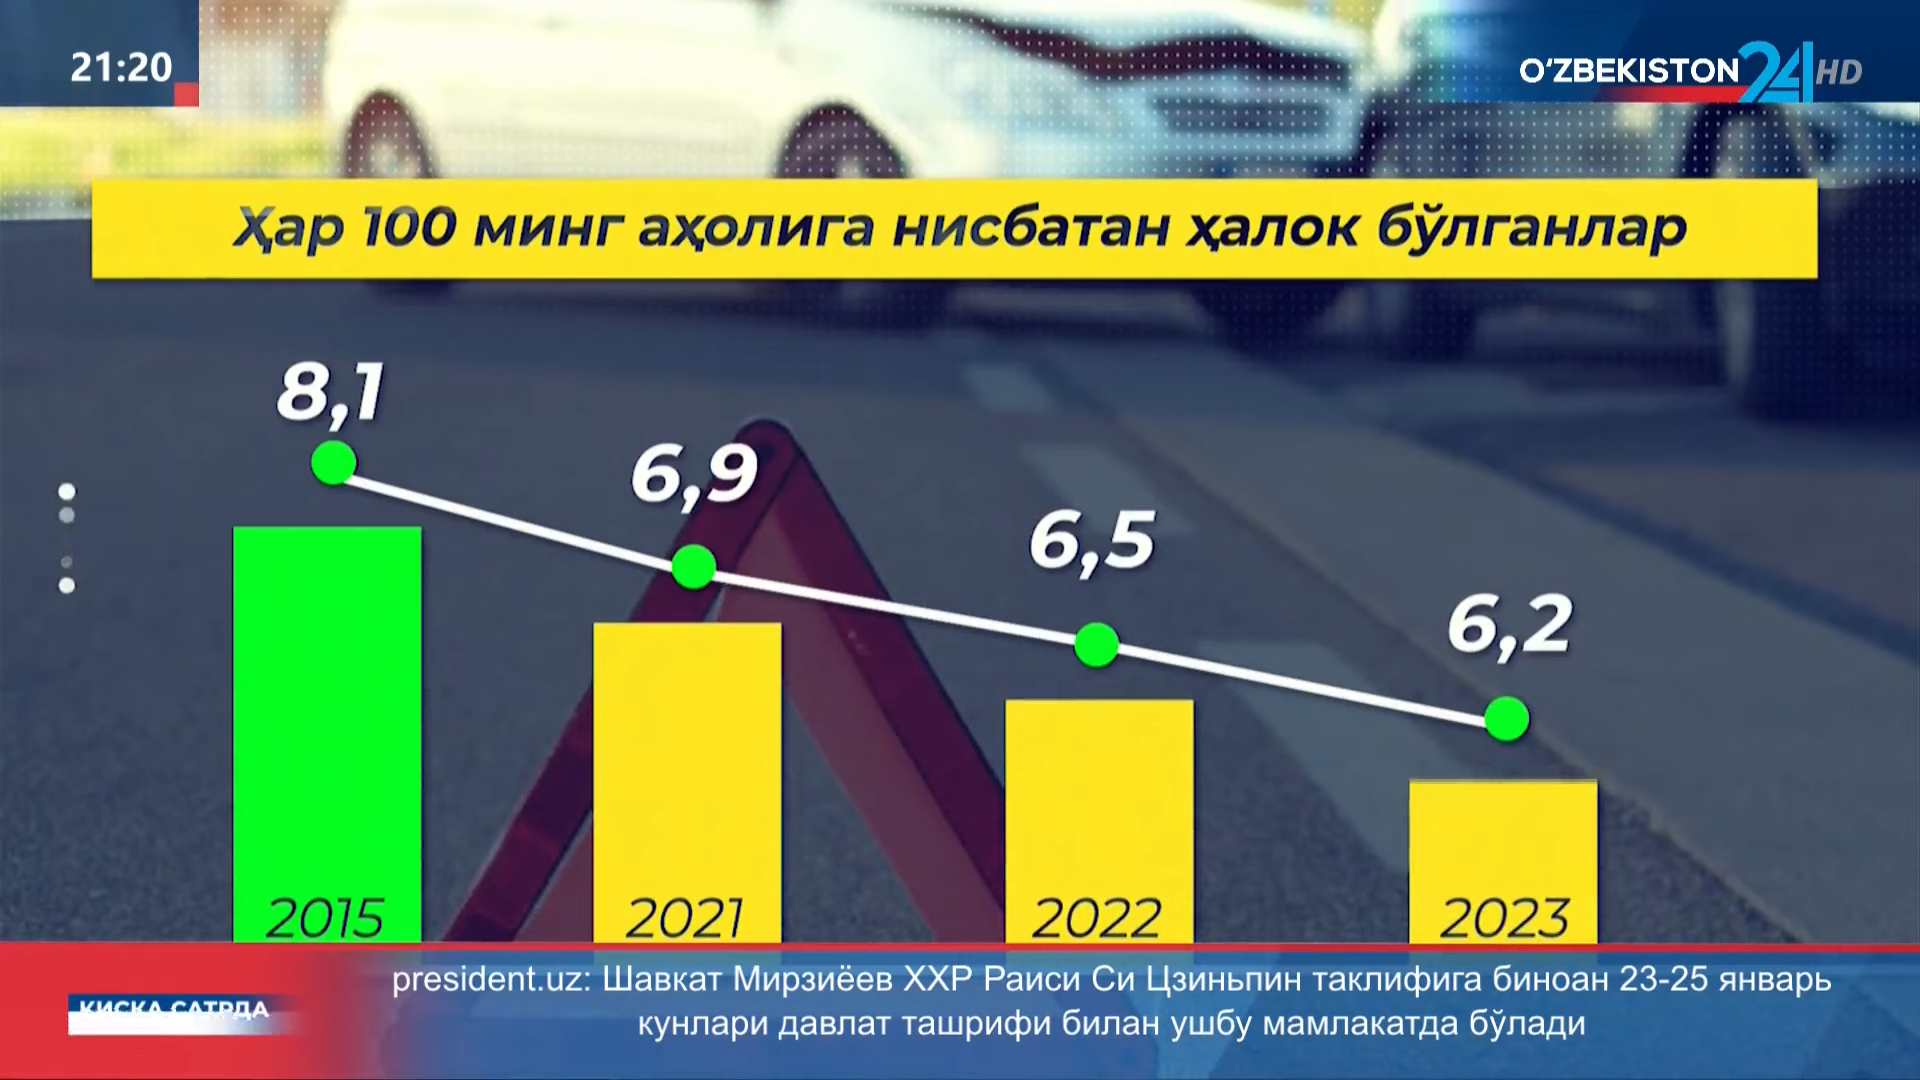 21:20
O‘ZBEKISTON 24 HD
Ҳар 100 минг аҳолига нисбатан ҳалок бўлганлар
8,1
6,9
6,5
6,2
2015
2021
2022
2023
president.uz: Шавкат Мирзиёев ХХР Раиси Си Цзиньпин таклифига биноан 23-25 январь
кунлари давлат ташрифи билан ушбу мамлакатда бўлади
ҚИСҚА САТРДА